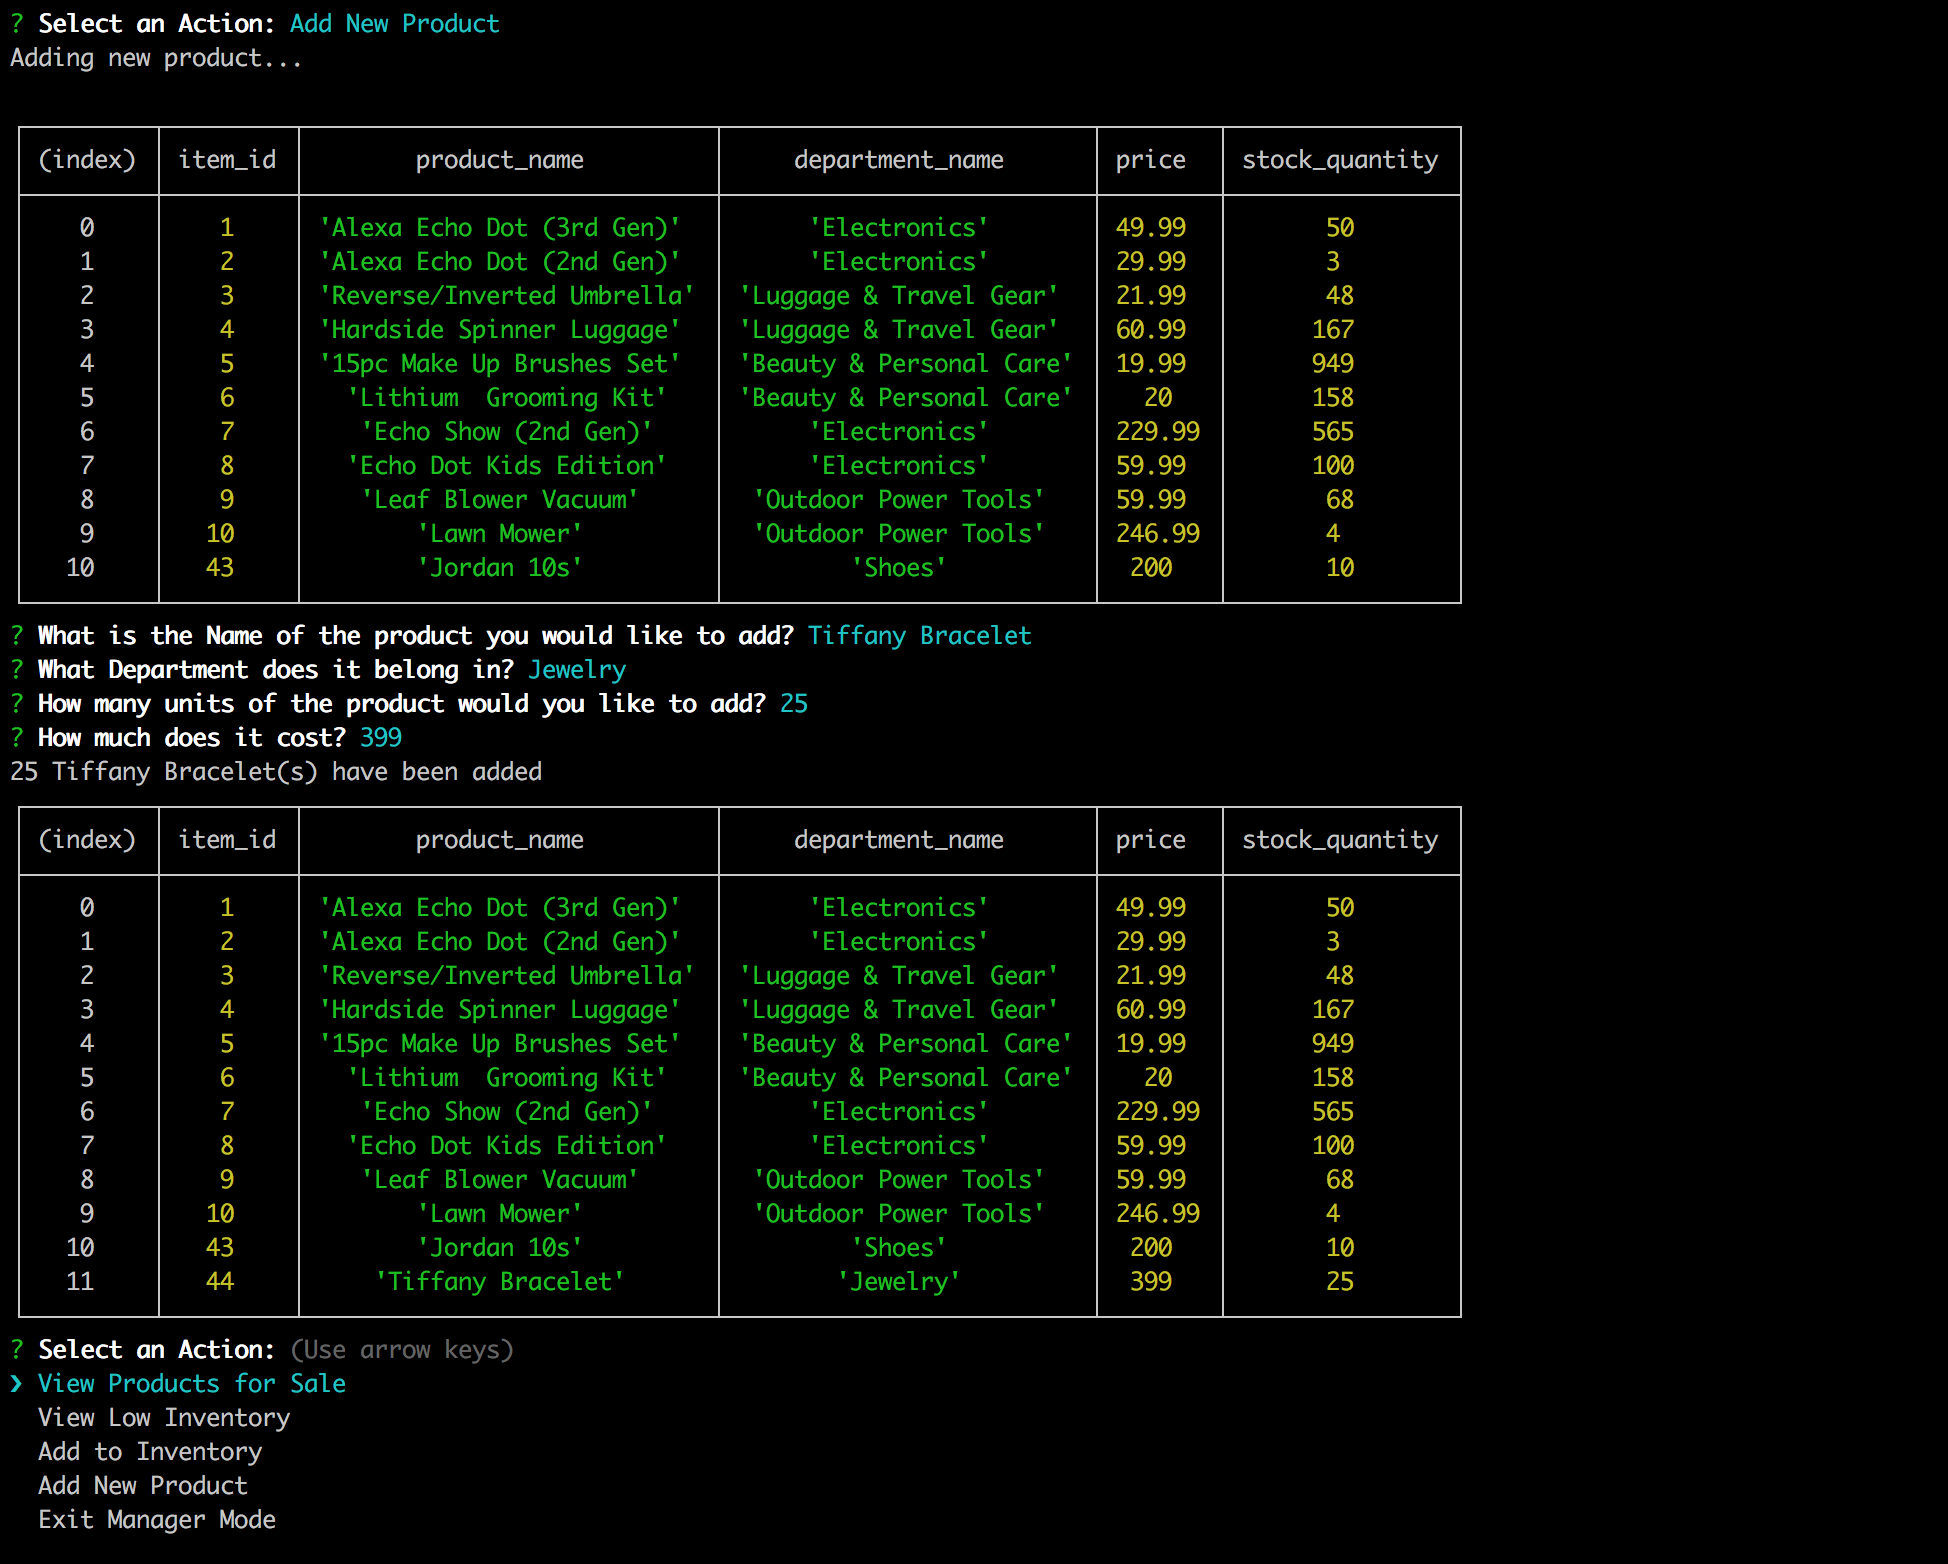 ? Select an Action: Add New Product
Adding new product...
(index) item_id product_name department_name price stock_quantity
0 1 'Alexa Echo Dot (3rd Gen)' 'Electronics' 49.99 50
1 2 'Alexa Echo Dot (2nd Gen)' 'Electronics' 29.99 3
2 3 'Reverse/Inverted Umbrella' 'Luggage & Travel Gear' 21.99 48
3 4 'Hardside Spinner Luggage' 'Luggage & Travel Gear' 60.99 167
4 5 '15pc Make Up Brushes Set' 'Beauty & Personal Care' 19.99 949
5 6 'Lithium  Grooming Kit' 'Beauty & Personal Care' 20 158
6 7 'Echo Show (2nd Gen)' 'Electronics' 229.99 565
7 8 'Echo Dot Kids Edition' 'Electronics' 59.99 100
8 9 'Leaf Blower Vacuum' 'Outdoor Power Tools' 59.99 68
9 10 'Lawn Mower' 'Outdoor Power Tools' 246.99 4
10 43 'Jordan 10s' 'Shoes' 200 10
? What is the Name of the product you would like to add? Tiffany Bracelet
? What Department does it belong in? Jewelry
? How many units of the product would you like to add? 25
? How much does it cost? 399
25 Tiffany Bracelet(s) have been added
(index) item_id product_name department_name price stock_quantity
0 1 'Alexa Echo Dot (3rd Gen)' 'Electronics' 49.99 50
1 2 'Alexa Echo Dot (2nd Gen)' 'Electronics' 29.99 3
2 3 'Reverse/Inverted Umbrella' 'Luggage & Travel Gear' 21.99 48
3 4 'Hardside Spinner Luggage' 'Luggage & Travel Gear' 60.99 167
4 5 '15pc Make Up Brushes Set' 'Beauty & Personal Care' 19.99 949
5 6 'Lithium  Grooming Kit' 'Beauty & Personal Care' 20 158
6 7 'Echo Show (2nd Gen)' 'Electronics' 229.99 565
7 8 'Echo Dot Kids Edition' 'Electronics' 59.99 100
8 9 'Leaf Blower Vacuum' 'Outdoor Power Tools' 59.99 68
9 10 'Lawn Mower' 'Outdoor Power Tools' 246.99 4
10 43 'Jordan 10s' 'Shoes' 200 10
11 44 'Tiffany Bracelet' 'Jewelry' 399 25
? Select an Action: (Use arrow keys)
❯ View Products for Sale
View Low Inventory
Add to Inventory
Add New Product
Exit Manager Mode